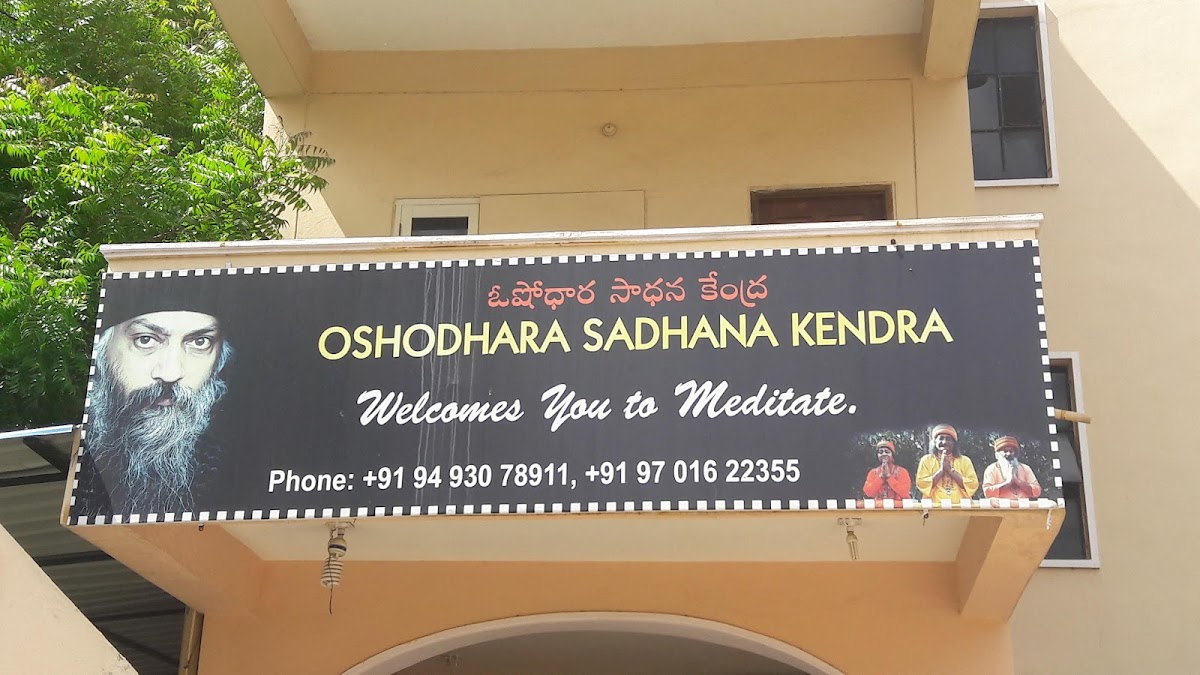 ఓషోధార సాధన కేంద్ర
OSHODHARA SADHANA KENDRA
Welcomes You to Meditate.
Phone: +91 94 930 78911, +91 97 016 22355